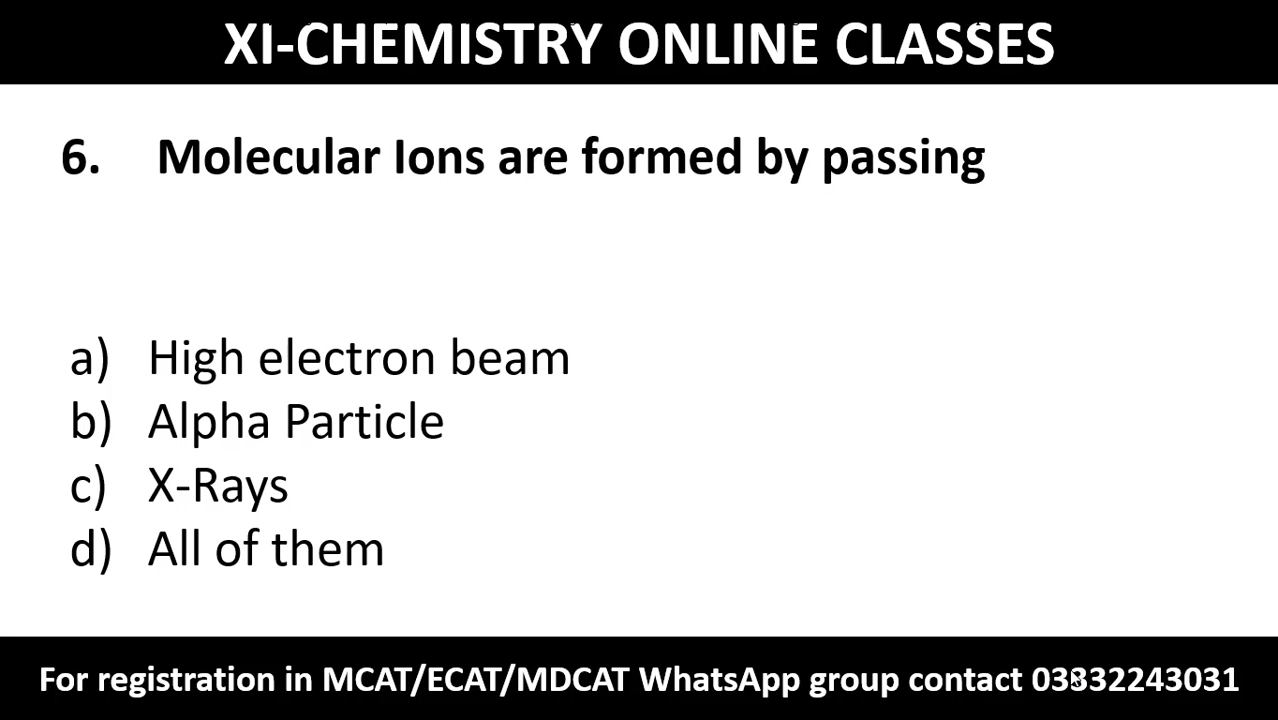 XI-CHEMISTRY ONLINE CLASSES
6. Molecular Ions are formed by passing
a) High electron beam
b) Alpha Particle
c) X-Rays
d) All of them
For registration in MCAT/ECAT/MDCAT WhatsApp group contact 03332243031